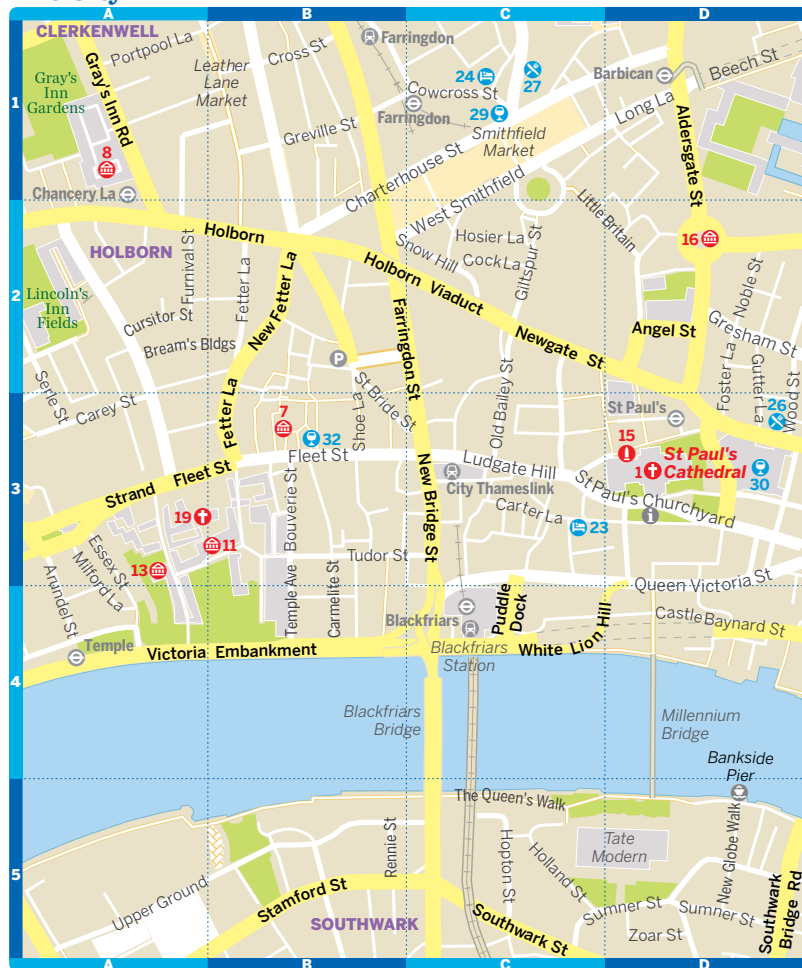 A
B
C
D
CLERKENWELL
Portpool La
Cross St
Farringdon
Gray's
Inn
Gardens
Gray's Inn Rd
Leather
Lane
Market
24
27
Barbican
Beech St
Cowcross St
1
Farringdon
29
Long La
Smithfield
Market
Greville St
Aldersgate St
8
Charterhouse St
Chancery La
West Smithfield
Little Britain
Holborn
HOLBORN
Furnival St
Fetter La
New Fetter La
Snow Hill
Hosier La
Cock La
Giltspur St
16
Holborn Viaduct
Noble St
2
Lincoln's
Inn
Fields
Cursitor St
Bream's Bldgs
Farringdon St
Newgate St
Angel St
Gresham St
P
Foster La
Gutter La
Wood St
Serle St
Carey St
Fetter La
St Bride St
Shoe La
Old Bailey St
St Paul's
26
7
32
15
St Paul's
1 Cathedral
30
Fleet St
Strand Fleet St
Ludgate Hill
City Thameslink
St Paul's Churchyard
3
New Bridge St
Bouverie St
Carter La
23
i
19
11
13
Essex St
Milford La
Arundel St
Tudor St
Temple Ave
Carmelite St
Queen Victoria St
Puddle
Dock
Castle Baynard St
Blackfriars
White Lion Hill
Temple
Victoria Embankment
Blackfriars
Station
4
Blackfriars
Bridge
Millennium
Bridge
Bankside
Pier
The Queen's Walk
Rennie St
Hopton St
Holland St
Tate
Modern
New Globe Walk
5
Upper Ground
Stamford St
Sumner St
Sumner St
Southwark
Bridge Rd
SOUTHWARK
Southwark St
Zoar St
A
B
C
D